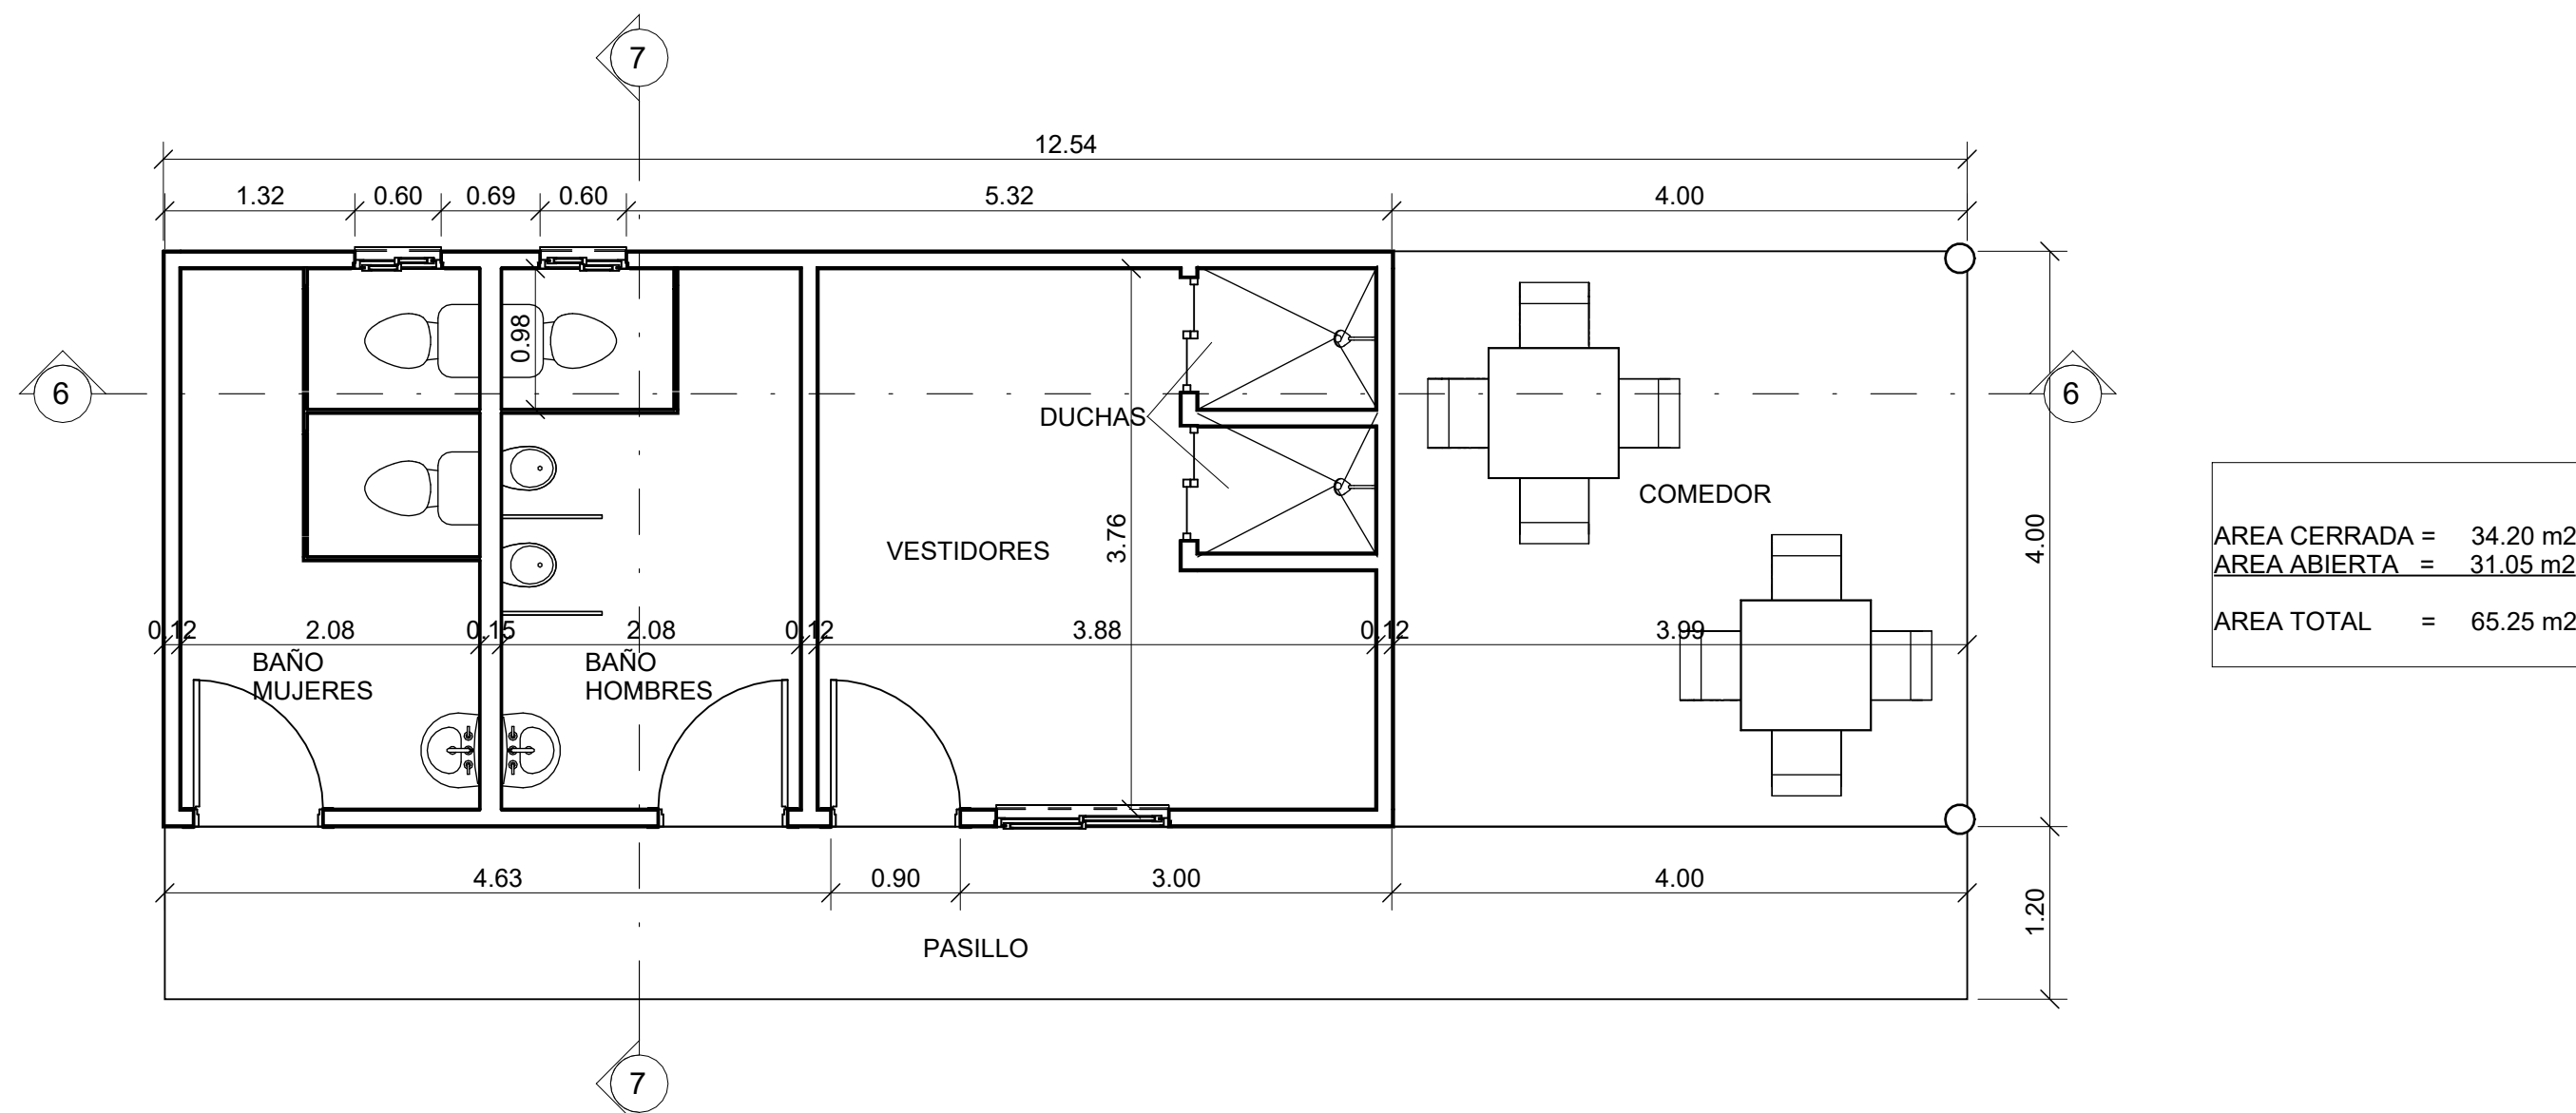 7
12.54
1.32 0.60 0.69 0.60 5.32 4.00
0.98
6 6
DUCHAS
COMEDOR
3.76
4.00
VESTIDORES
AREA CERRADA = 34.20 m2
AREA ABIERTA = 31.05 m2
AREA TOTAL = 65.25 m2
0.12 2.08 0.15 2.08 0.12 3.88 0.12 3.99
BAÑO
MUJERES
BAÑO
HOMBRES
4.63 0.90 3.00 4.00
1.20
PASILLO
7